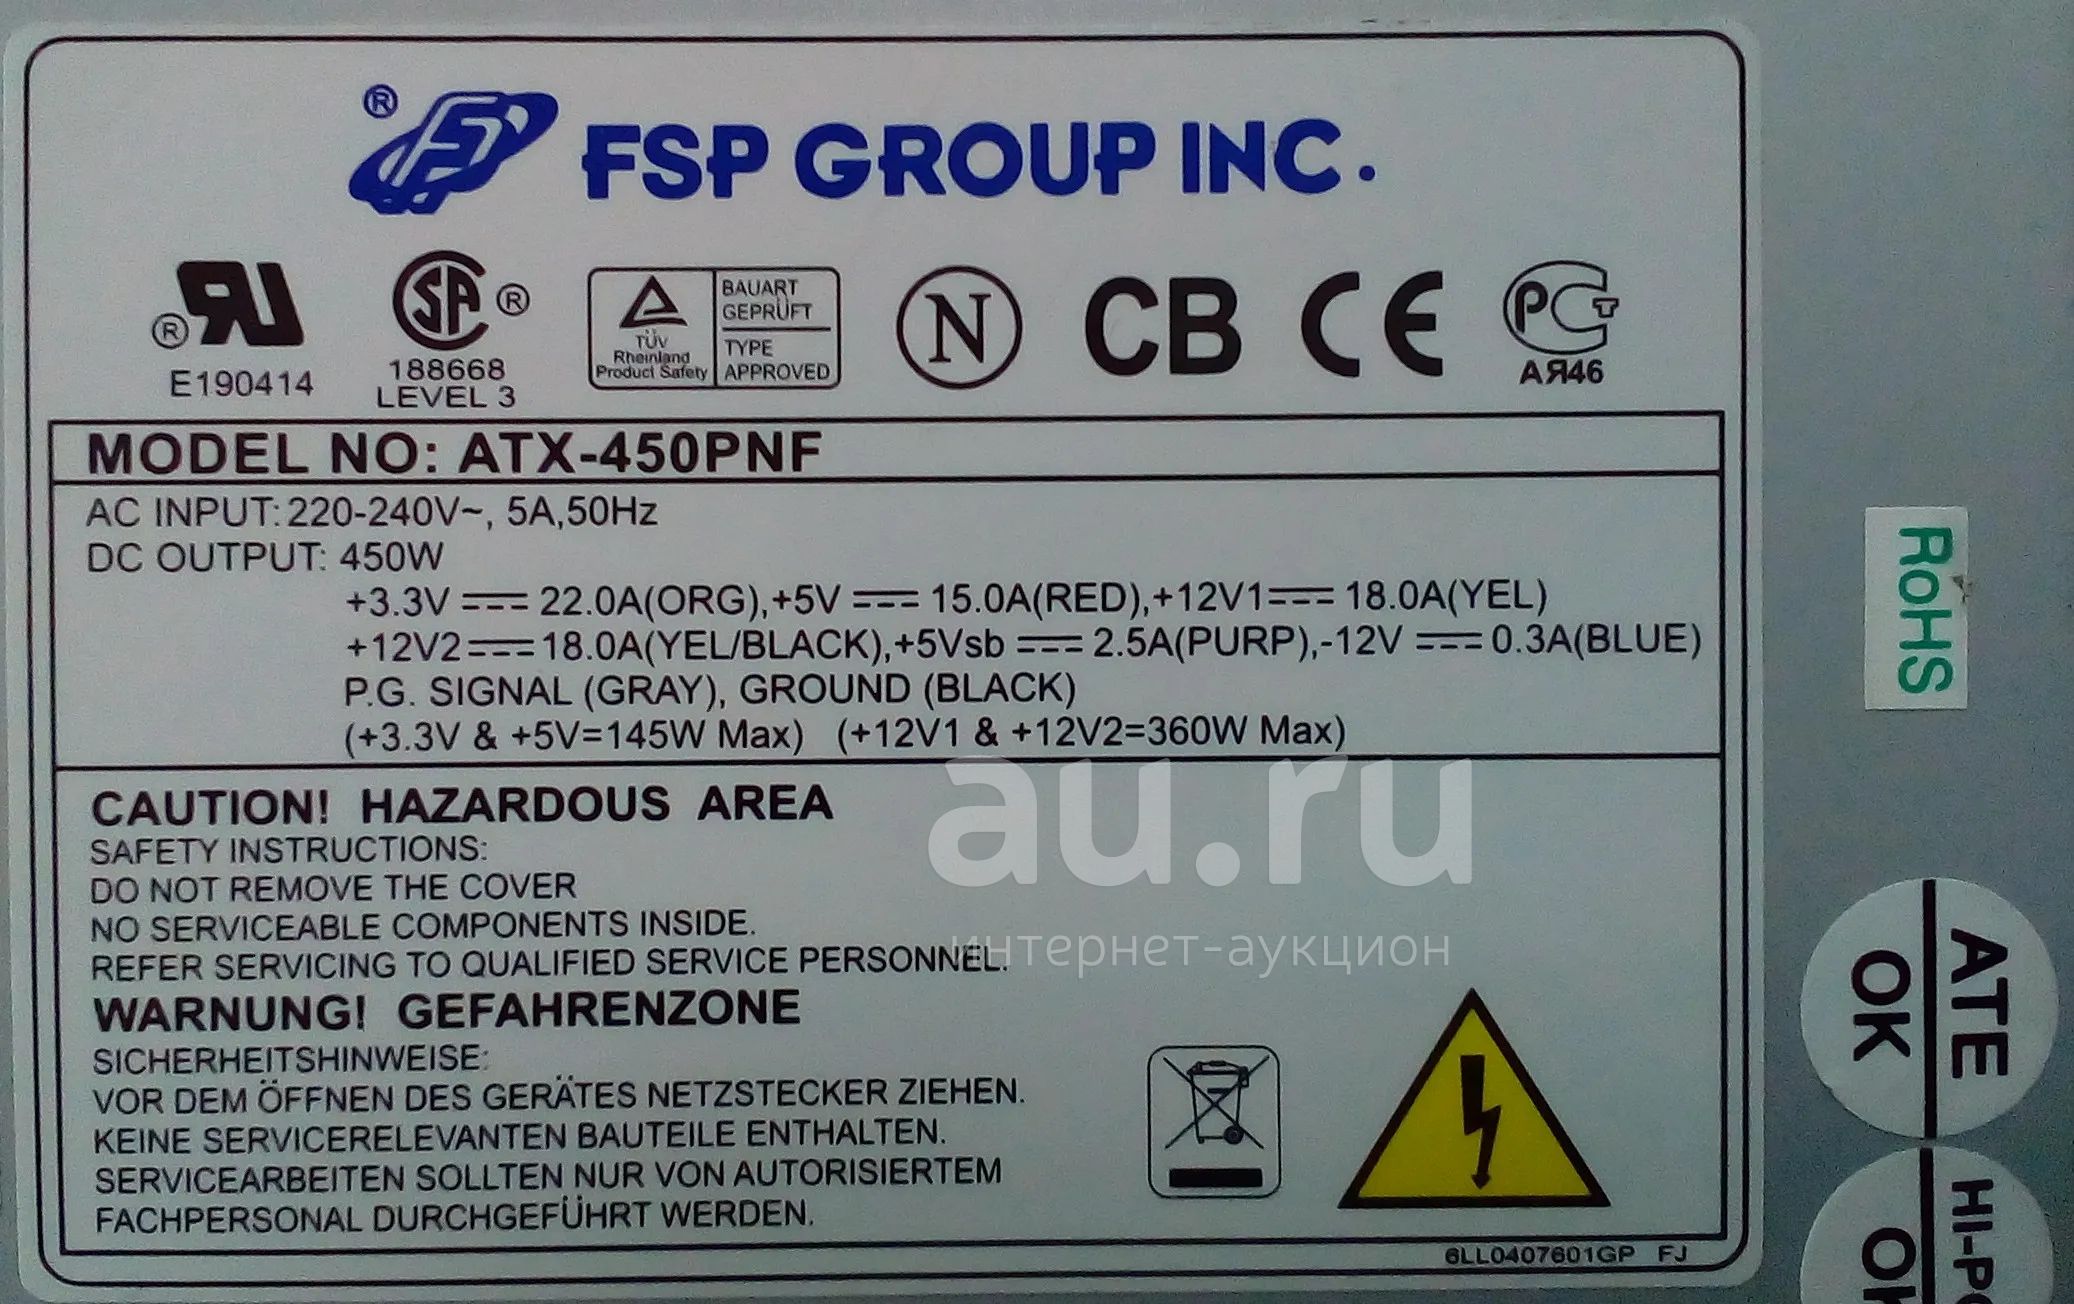 ® FSP GROUP INC.
®
E190414
SA ®
188668
LEVEL 3
TÜV
Rheinland
Product Safety
BAUART
GEPRÜFT
TYPE
APPROVED
N
CB
CE
РСТ
АЯ46
MODEL NO: ATX-450PNF
AC INPUT: 220-240V~, 5A,50Hz
DC OUTPUT: 450W
+3.3V ⎓ 22.0A(ORG),+5V ⎓ 15.0A(RED),+12V1⎓ 18.0A(YEL)
+12V2⎓18.0A(YEL/BLACK),+5Vsb ⎓ 2.5A(PURP),-12V ⎓ 0.3A(BLUE)
P.G. SIGNAL (GRAY), GROUND (BLACK)
(+3.3V & +5V=145W Max) (+12V1 & +12V2=360W Max)
CAUTION! HAZARDOUS AREA
SAFETY INSTRUCTIONS:
DO NOT REMOVE THE COVER
NO SERVICEABLE COMPONENTS INSIDE.
REFER SERVICING TO QUALIFIED SERVICE PERSONNEL.
WARNUNG! GEFAHRENZONE
SICHERHEITSHINWEISE:
VOR DEM ÖFFNEN DES GERÄTES NETZSTECKER ZIEHEN.
KEINE SERVICERELEVANTEN BAUTEILE ENTHALTEN.
SERVICEARBEITEN SOLLTEN NUR VON AUTORISIERTEM
FACHPERSONAL DURCHGEFÜHRT WERDEN.
6LL0407601GP FJ
au.ru
интернет-аукцион
RoHS
ATE
OK